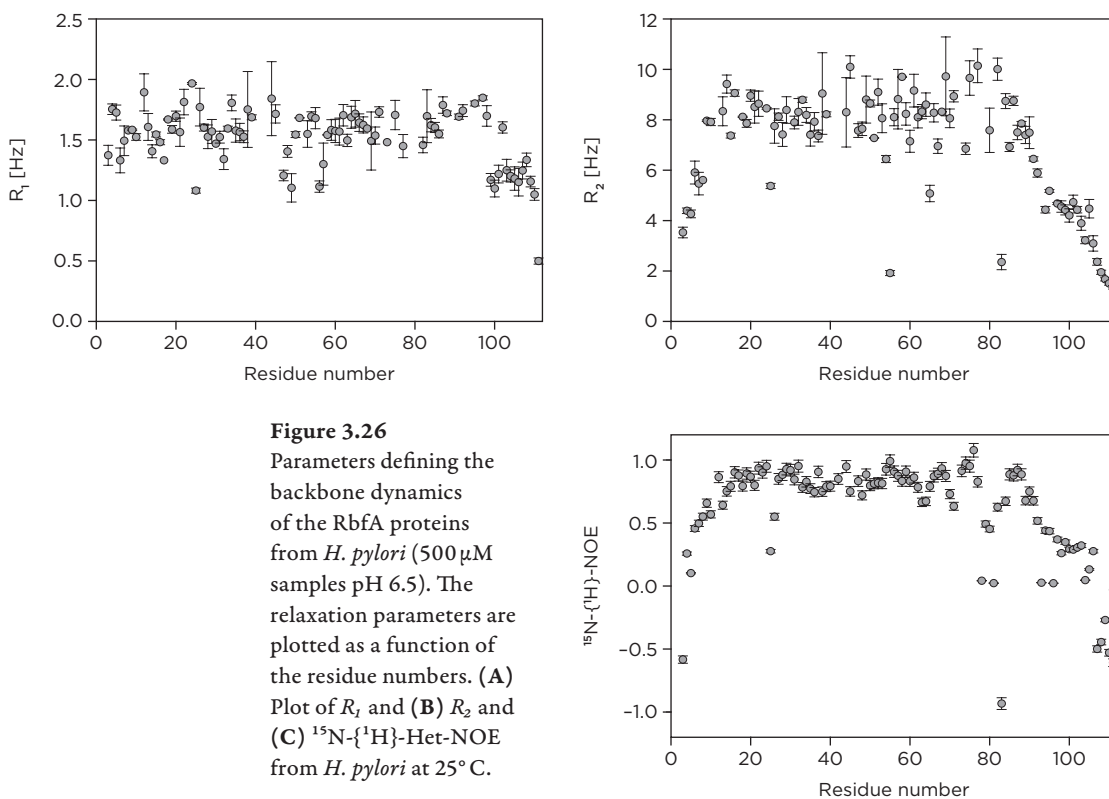 2.5
2.0
1.5
1.0
0.5
0.0
R₁ [Hz]
0 20 40 60 80 100
Residue number
12
10
8
6
4
2
0
R₂ [Hz]
0 20 40 60 80 100
Residue number
Figure 3.26
Parameters defining the
backbone dynamics
of the RbfA proteins
from H. pylori (500 μM
samples pH 6.5). The
relaxation parameters are
plotted as a function of
the residue numbers. (A)
Plot of R₁ and (B) R₂ and
(C) ¹⁵N-{¹H}-Het-NOE
from H. pylori at 25° C.
1.0
0.5
0.0
−0.5
−1.0
¹⁵N-{¹H}-NOE
0 20 40 60 80 100
Residue number